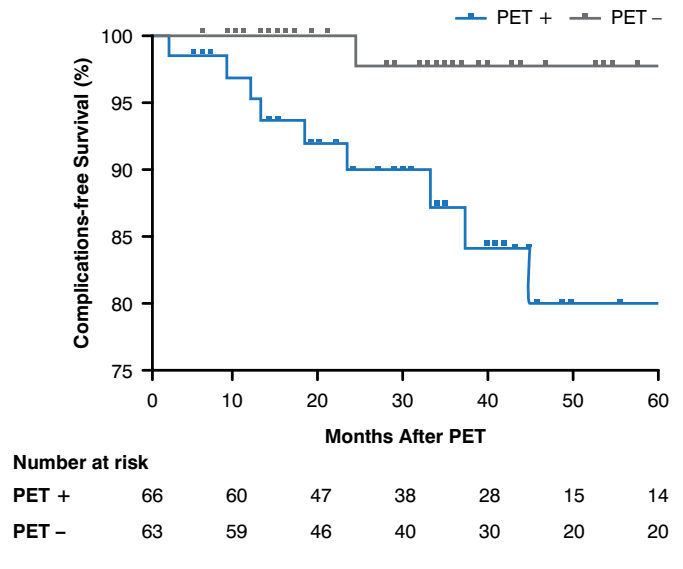 PET + PET –
100
95
90
85
80
75
Complications-free Survival (%)
0 10 20 30 40 50 60
Months After PET
Number at risk
PET + 66 60 47 38 28 15 14
PET – 63 59 46 40 30 20 20